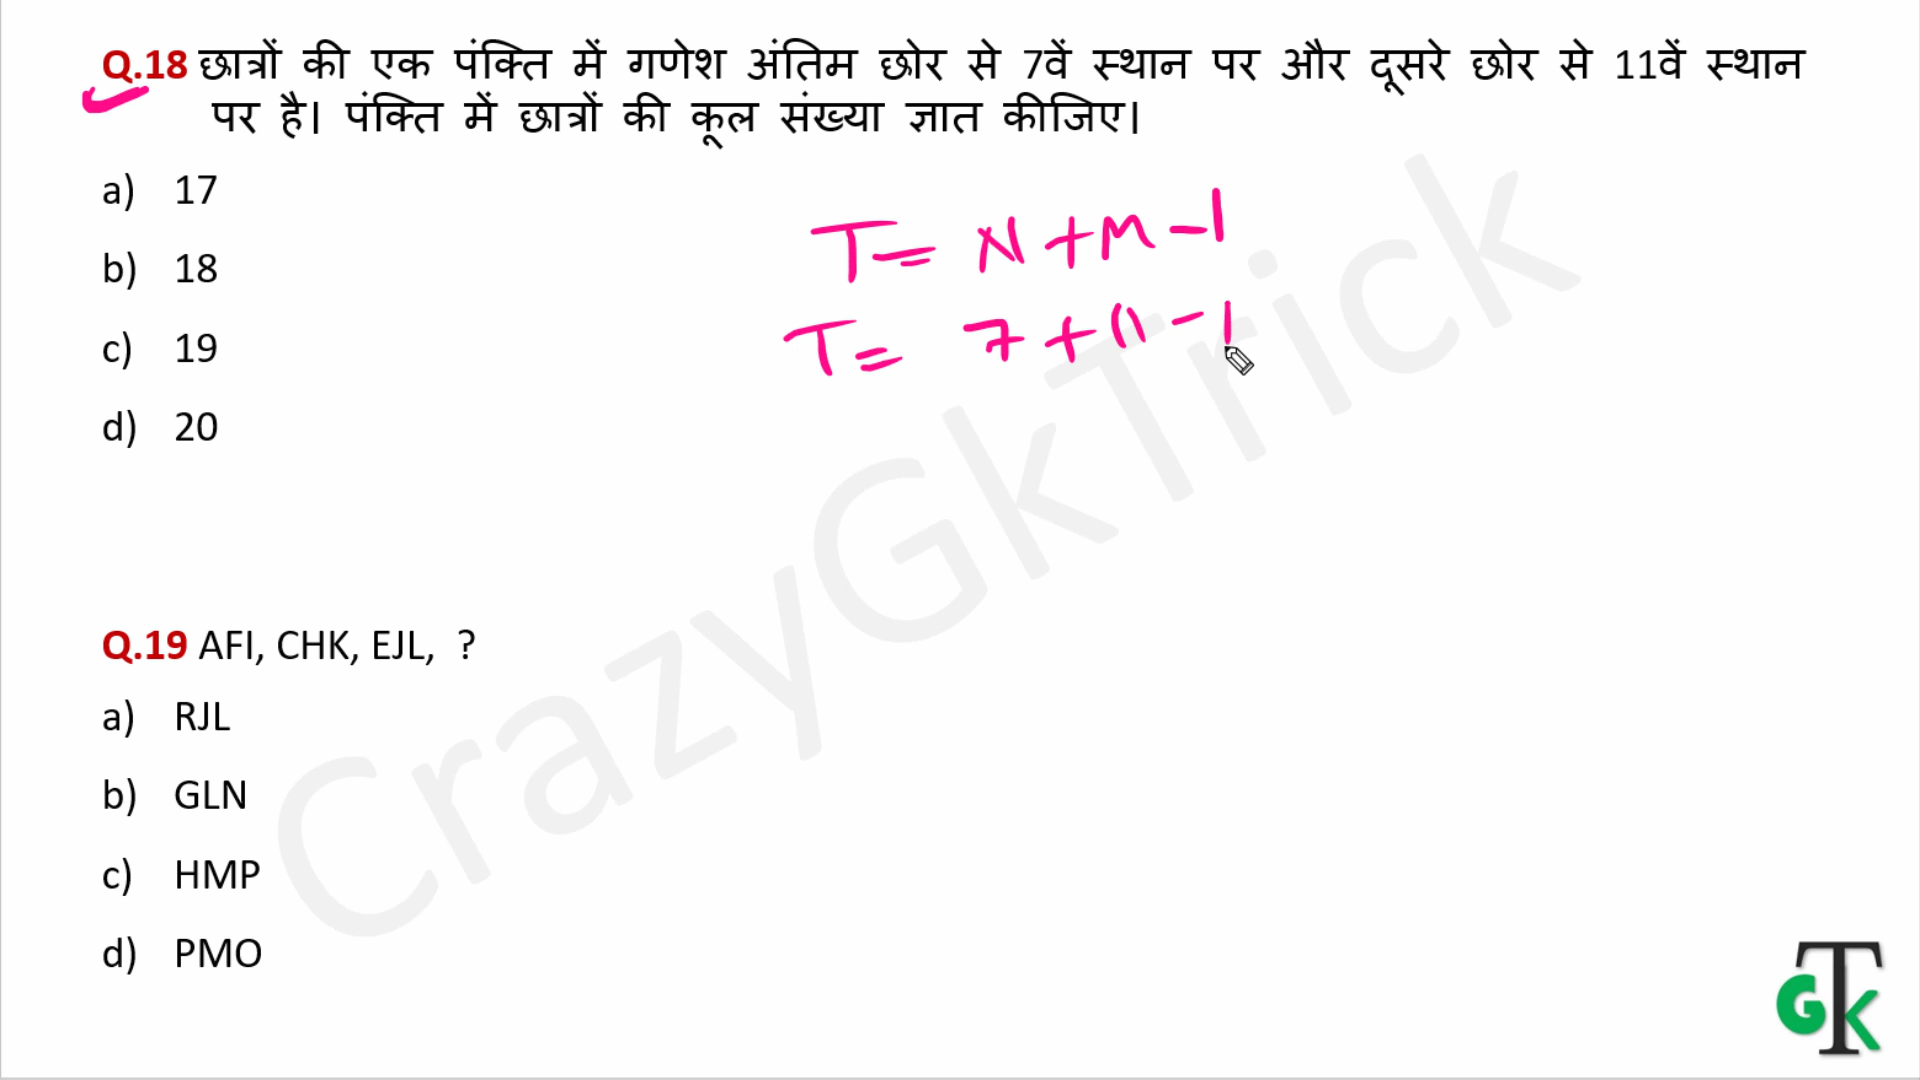 Q.18 छात्रों की एक पंक्ति में गणेश अंतिम छोर से 7वें स्थान पर और दूसरे छोर से 11वें स्थान
पर है। पंक्ति में छात्रों की कूल संख्या ज्ञात कीजिए।
a) 17
b) 18
c) 19
d) 20
T= N+M-1
T= 7+11-1
Q.19 AFI, CHK, EJL, ?
a) RJL
b) GLN
c) HMP
d) PMO
CrazyGkTrick
GTK